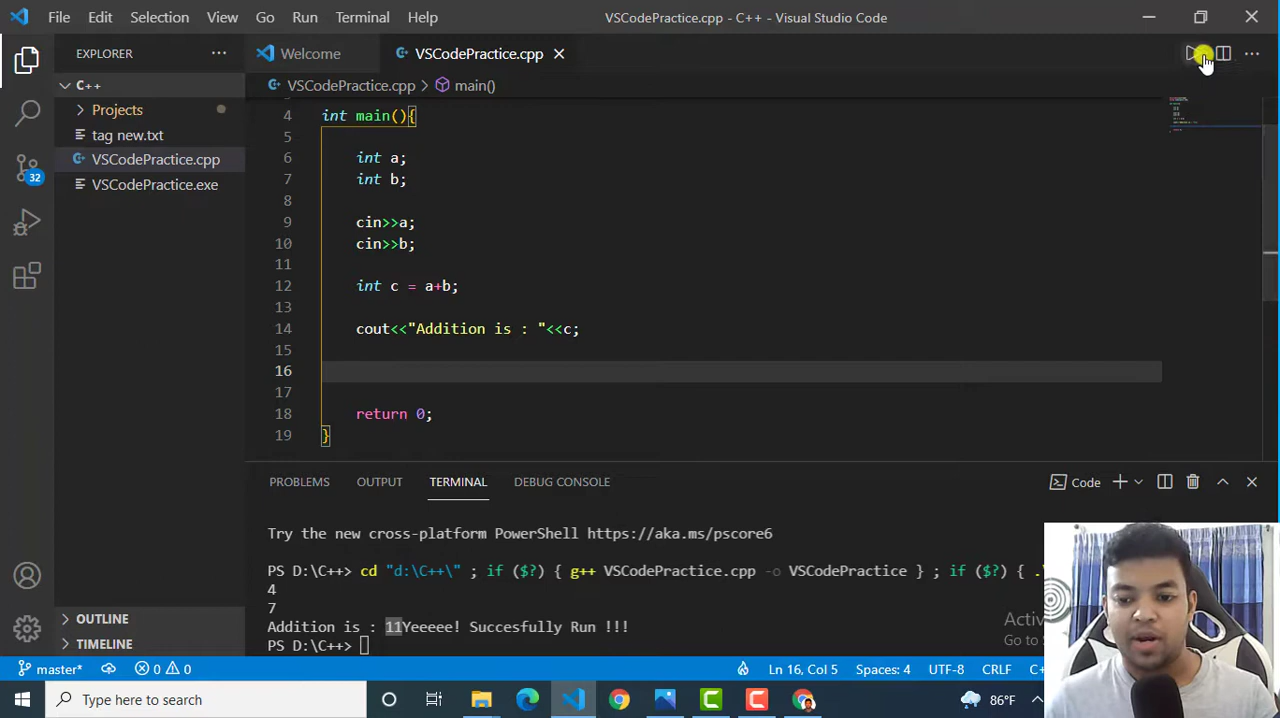 File Edit Selection View Go Run Terminal Help VSCodePractice.cpp - C++ - Visual Studio Code
EXPLORER ··· Welcome VSCodePractice.cpp
C++ VSCodePractice.cpp > main()
Projects
tag new.txt
VSCodePractice.cpp
VSCodePractice.exe
4 int main(){
5
6 int a;
7 int b;
8
9 cin>>a;
10 cin>>b;
11
12 int c = a+b;
13
14 cout<<"Addition is : "<<c;
15
16
17
18 return 0;
19 }
32
PROBLEMS OUTPUT TERMINAL DEBUG CONSOLE Code
Try the new cross-platform PowerShell https://aka.ms/pscore6
PS D:\C++> cd "d:\C++\" ; if ($?) { g++ VSCodePractice.cpp -o VSCodePractice } ; if ($?) { .
4
7
Addition is : 11Yeeeee! Succesfully Run !!!
PS D:\C++>
OUTLINE
TIMELINE
Activ
Go to
master* 0 0 Ln 16, Col 5 Spaces: 4 UTF-8 CRLF
Type here to search 86°F